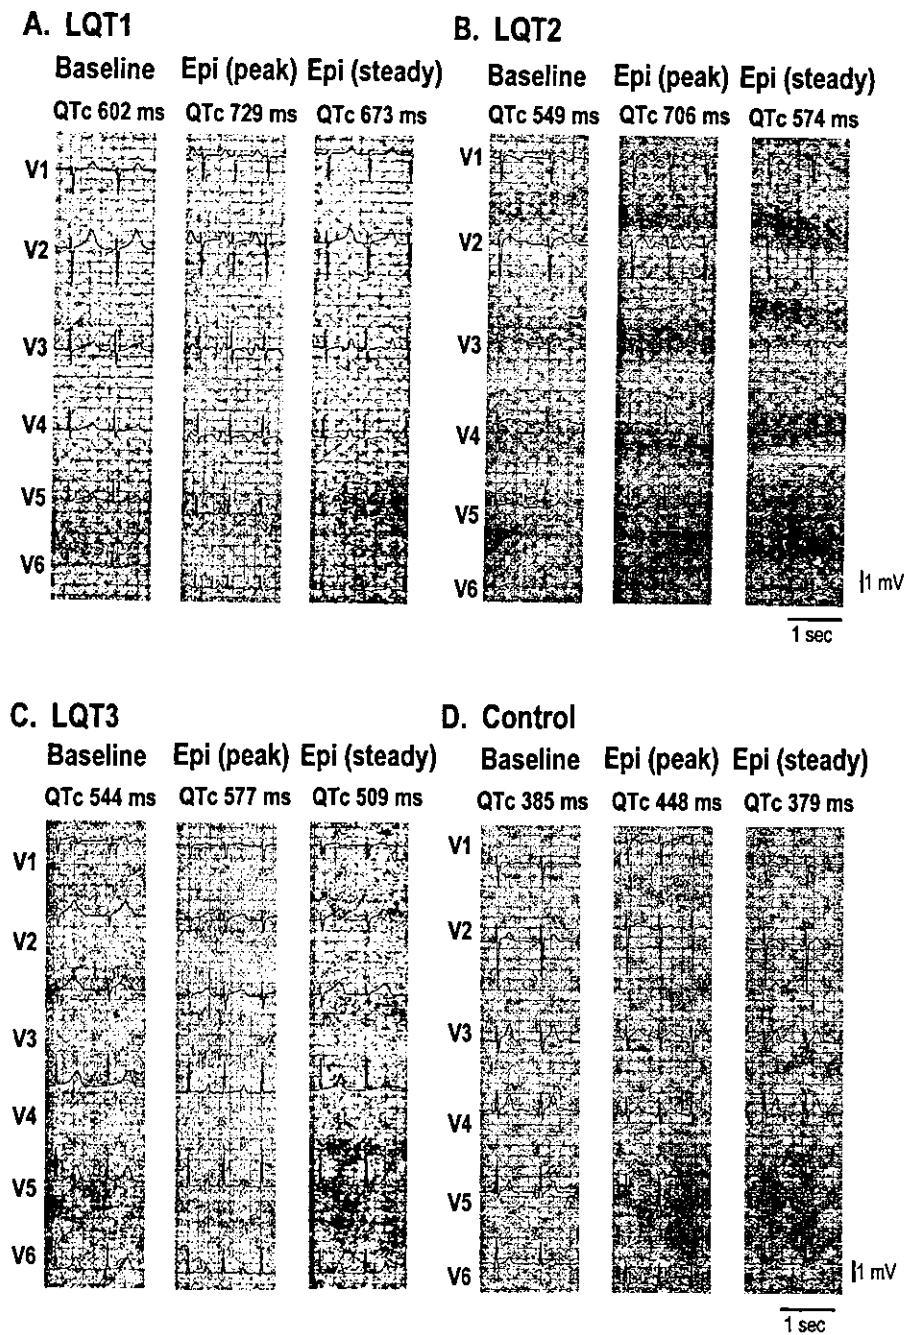 A. LQT1
Baseline Epi (peak) Epi (steady)
QTc 602 ms QTc 729 ms QTc 673 ms
V1
V2
V3
V4
V5
V6
B. LQT2
Baseline Epi (peak) Epi (steady)
QTc 549 ms QTc 706 ms QTc 574 ms
V1
V2
V3
V4
V5
V6
1 mV
1 sec
C. LQT3
Baseline Epi (peak) Epi (steady)
QTc 544 ms QTc 577 ms QTc 509 ms
V1
V2
V3
V4
V5
V6
D. Control
Baseline Epi (peak) Epi (steady)
QTc 385 ms QTc 448 ms QTc 379 ms
V1
V2
V3
V4
V5
V6
1 mV
1 sec